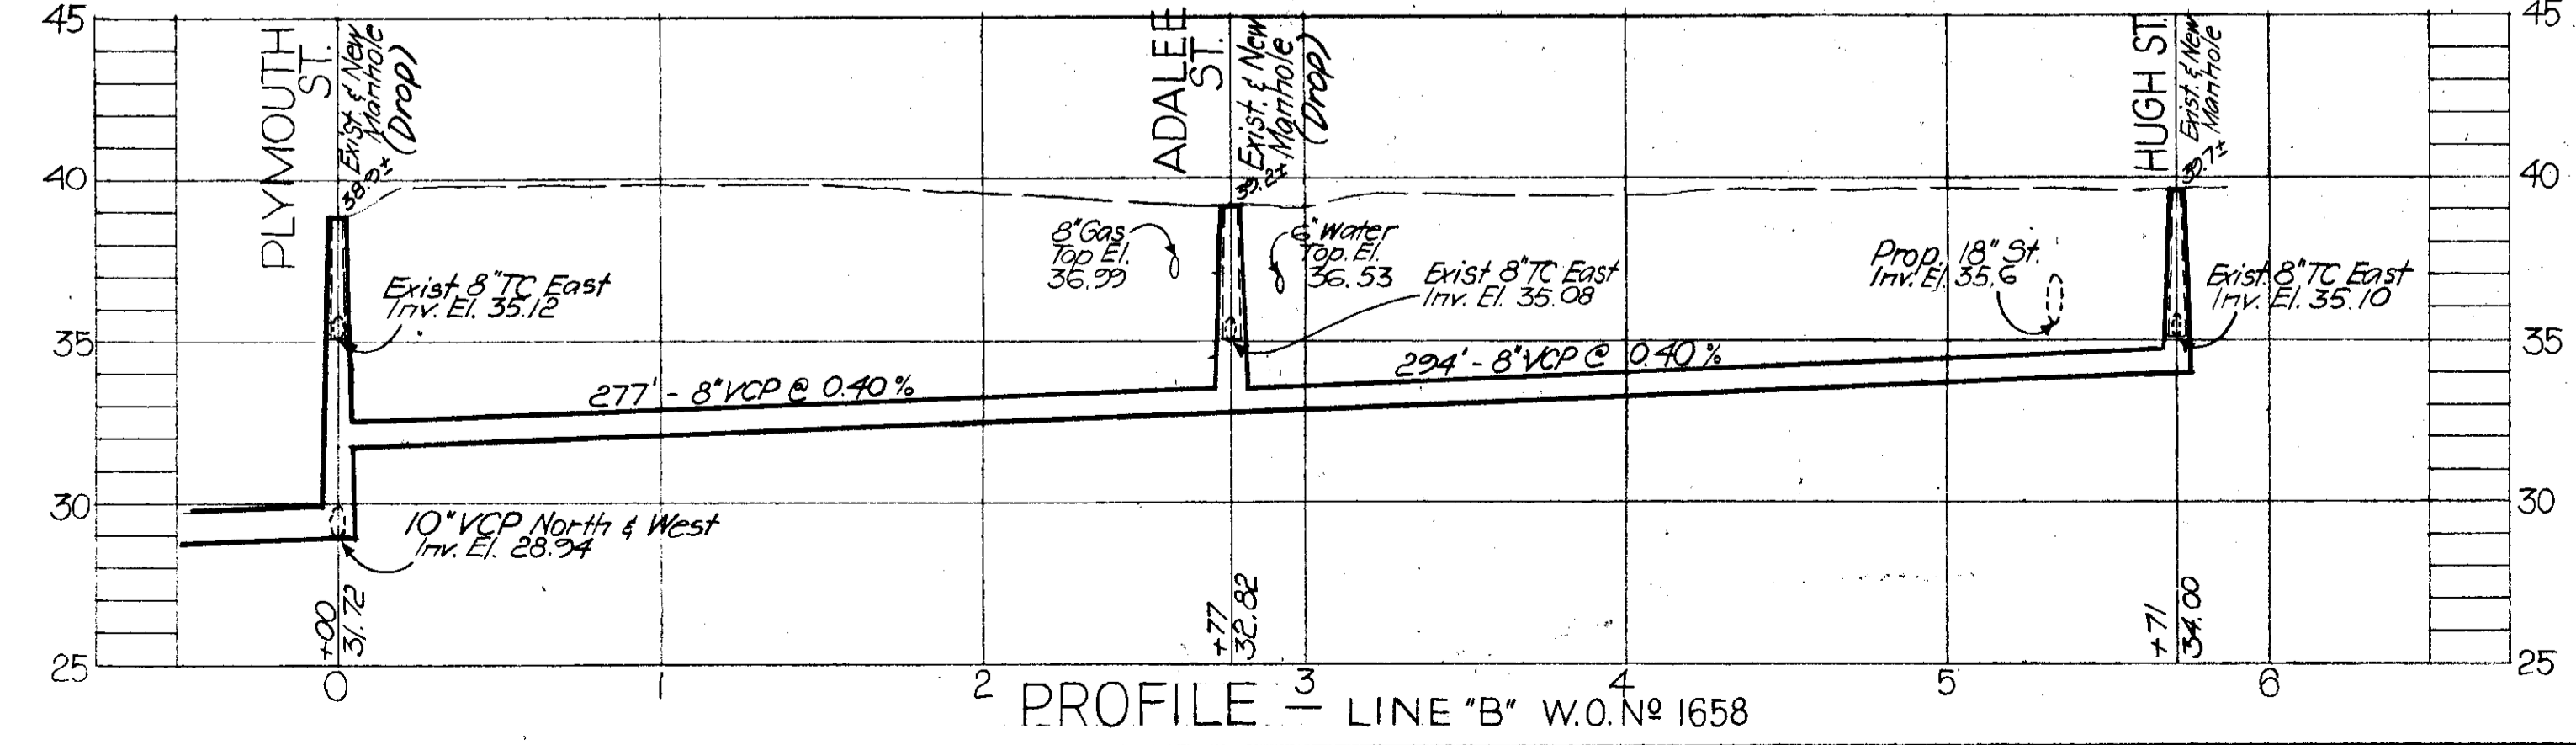 45
40
35
30
25
PLYMOUTH
ST.
Exist. & New
Manhole
(Drop)
38.9±
ADALEE
ST.
Exist. & New
Manhole
(Drop)
39.2±
HUGH ST.
Exist. & New
Manhole
39.7±
45
40
35
30
25
8" Gas
Top El.
36.99
6" Water
Top. El.
36.53
Prop. 18" St.
Inv. El. 35.6
Exist. 8" TC East
Inv. El. 35.12
Exist. 8" TC East
Inv. El. 35.08
Exist. 8" TC East
Inv. El. 35.10
277' - 8" VCP @ 0.40%
294' - 8" VCP @ 0.40%
10" VCP North & West
Inv. El. 28.94
+00
31.72
+77
32.82
+71
34.00
0 1 2 3 4 5 6
PROFILE — LINE "B" W.O. Nº 1658